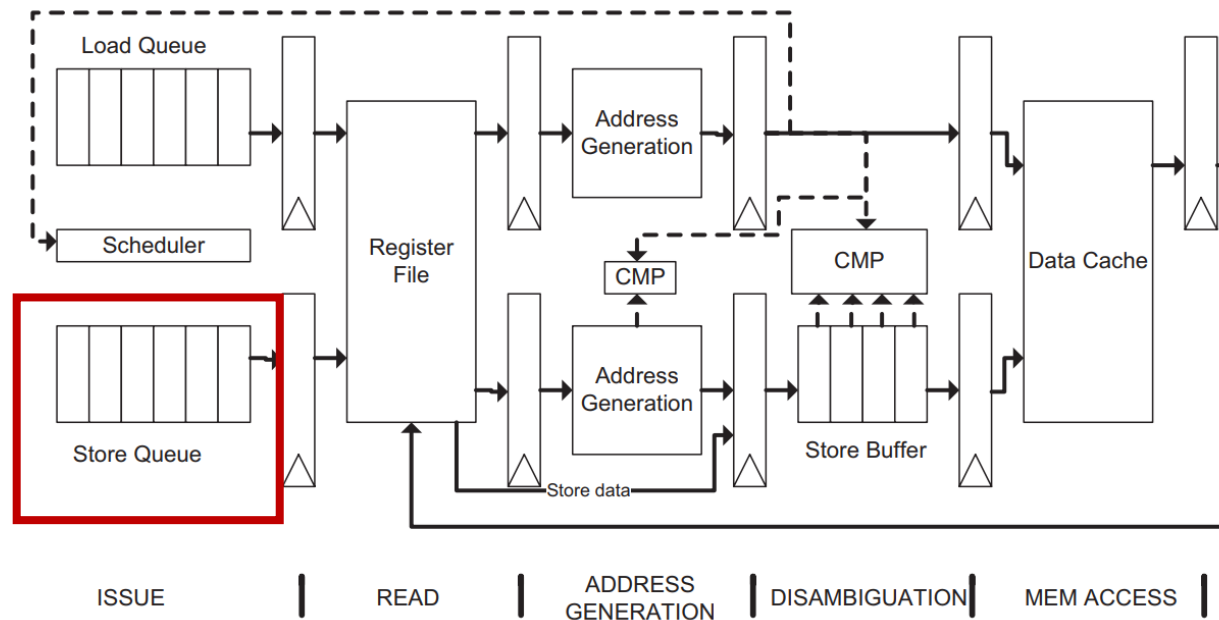 Load Queue
Address
Generation
Scheduler
Register
File
CMP
CMP
Data Cache
Address
Generation
Store Queue
Store Buffer
Store data
ISSUE
READ
ADDRESS
GENERATION
DISAMBIGUATION
MEM ACCESS